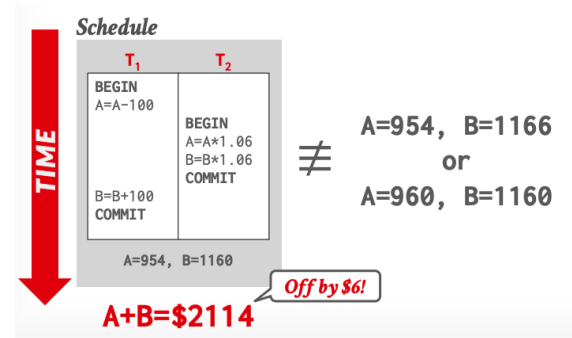 Schedule
T1 T2
BEGIN
A=A-100
BEGIN
A=A*1.06
B=B*1.06
COMMIT
B=B+100
COMMIT
A=954, B=1160
TIME
≢
A=954, B=1166
or
A=960, B=1160
Off by $6!
A+B=$2114